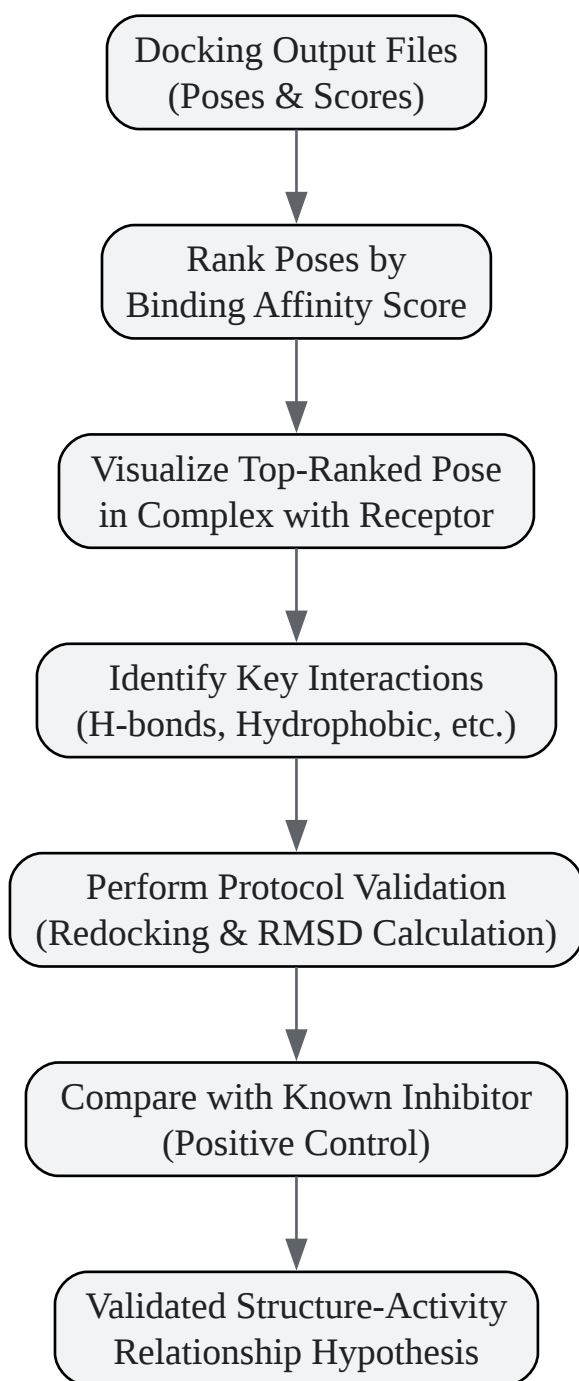 Docking Output Files
(Poses & Scores)
Rank Poses by
Binding Affinity Score
Visualize Top-Ranked Pose
in Complex with Receptor
Identify Key Interactions
(H-bonds, Hydrophobic, etc.)
Perform Protocol Validation
(Redocking & RMSD Calculation)
Compare with Known Inhibitor
(Positive Control)
Validated Structure-Activity
Relationship Hypothesis